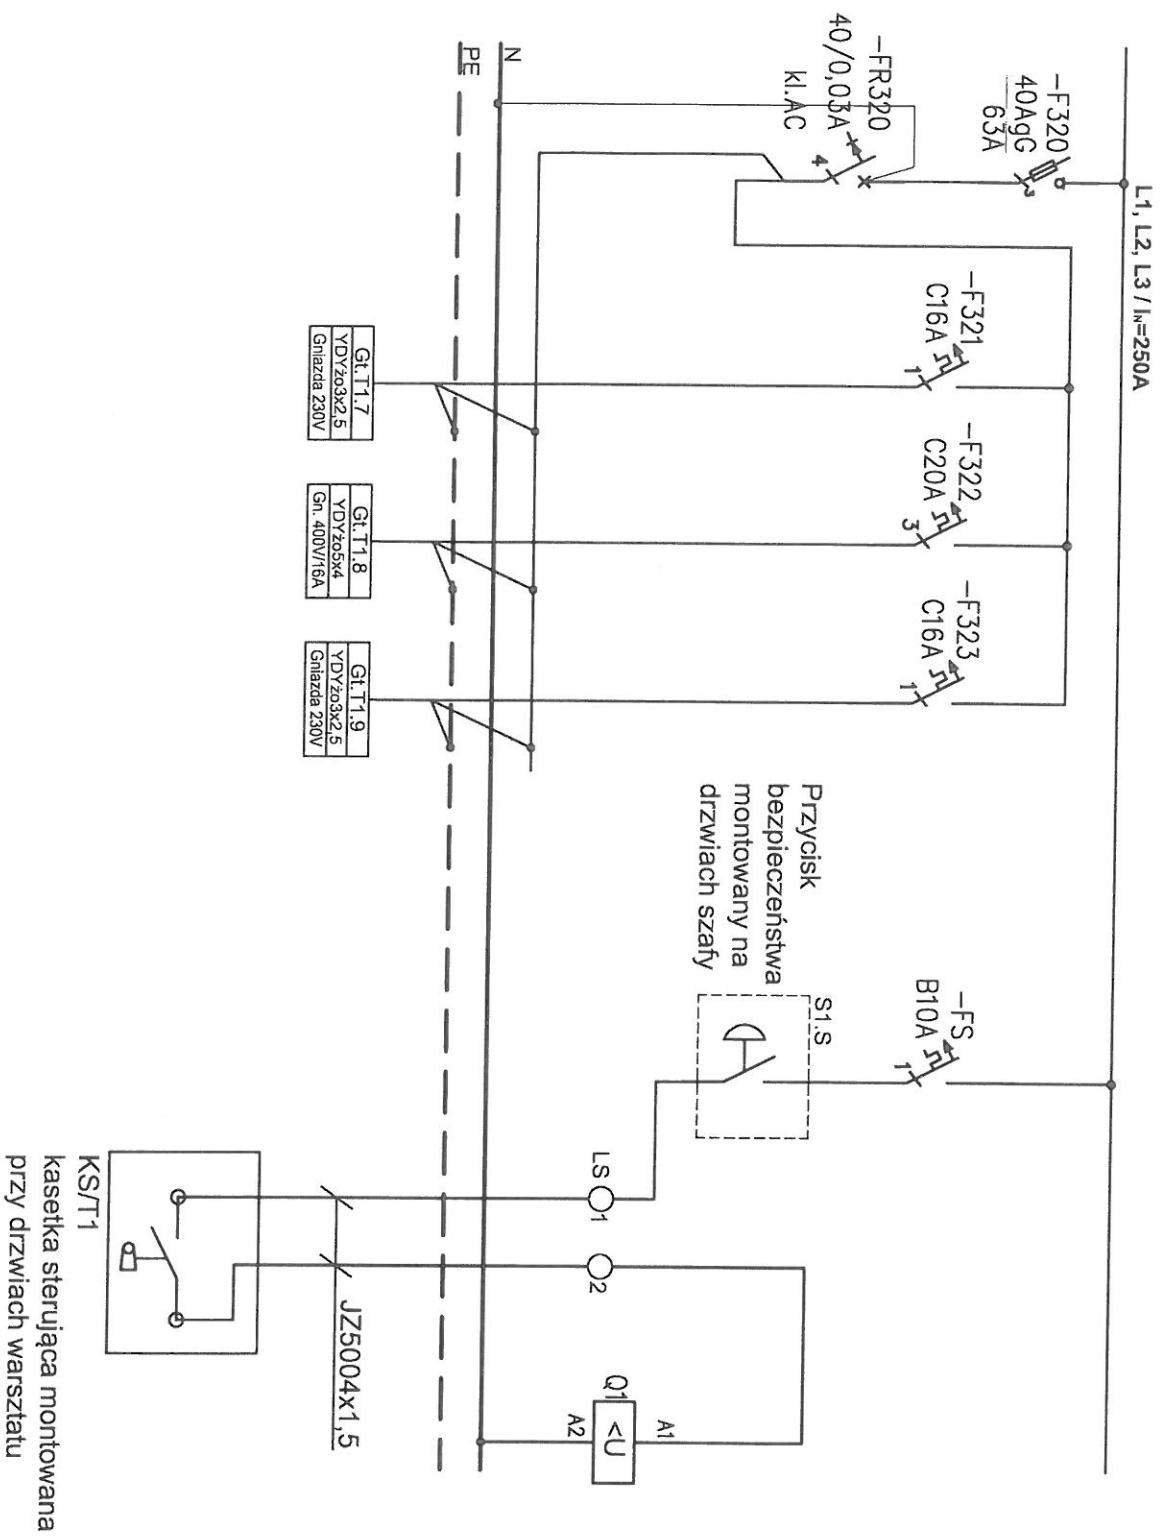 L1, L2, L3 / IN=250A
-F320
40AgG
63A
-FR320
40/0,03A
kl.AC
4
3
N
PE
-F321
C16A
1
-F322
C20A
3
-F323
C16A
1
Gt.T1.7
YDYżo3x2,5
Gniazda 230V
Gt.T1.8
YDYżo5x4
Gn. 400V/16A
Gt.T1.9
YDYżo3x2,5
Gniazda 230V
Przycisk
bezpieczeństwa
montowany na
drzwiach szafy
S1.S
-FS
B10A
1
LS
1
2
Q1
<U
A1
A2
JZ5004x1,5
KS/T1
kasetka sterująca montowana
przy drzwiach warsztatu